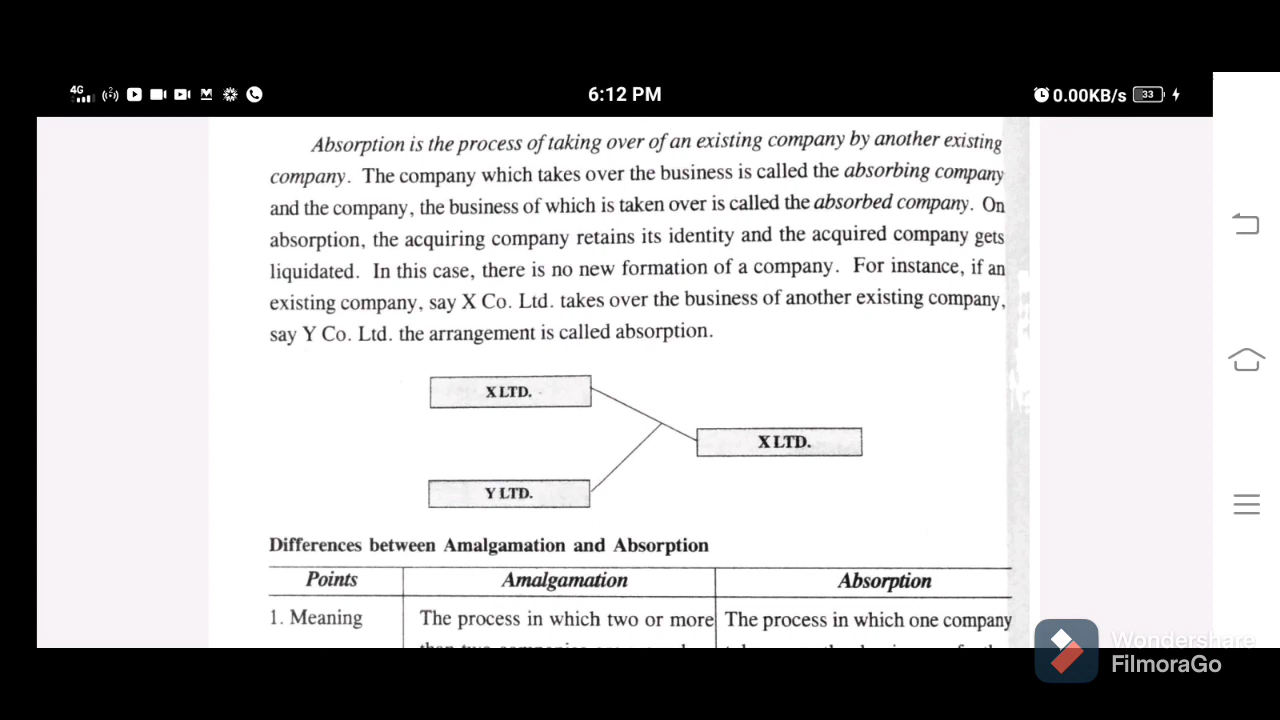 4G
6:12 PM
0.00KB/s 33
Absorption is the process of taking over of an existing company by another existing
company. The company which takes over the business is called the absorbing company
and the company, the business of which is taken over is called the absorbed company. On
absorption, the acquiring company retains its identity and the acquired company gets
liquidated. In this case, there is no new formation of a company. For instance, if an
existing company, say X Co. Ltd. takes over the business of another existing company,
say Y Co. Ltd. the arrangement is called absorption.
X LTD.
X LTD.
Y LTD.
Differences between Amalgamation and Absorption
Points Amalgamation Absorption
1. Meaning The process in which two or more The process in which one company
Wondershare
FilmoraGo